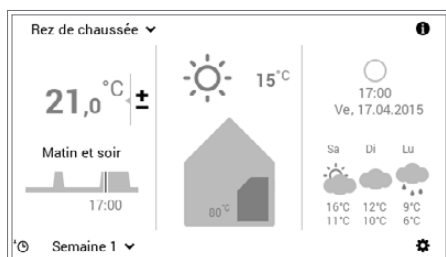 Rez de chaussée
21,0 °C ±
Matin et soir
17:00
Semaine 1
15°C
80°C
17:00
Ve, 17.04.2015
Sa Di Lu
16°C 12°C 9°C
11°C 10°C 6°C